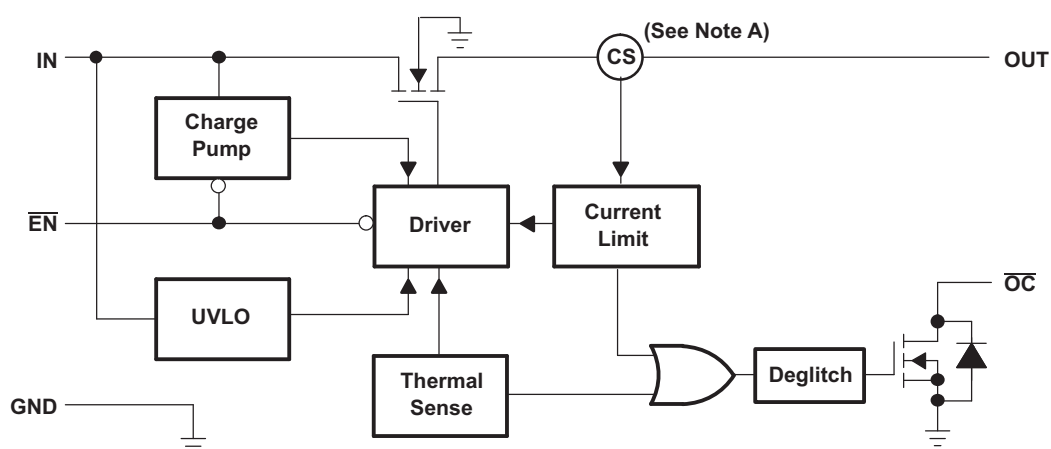 (See Note A)
IN
CS
OUT
Charge
Pump
EN
Driver
Current
Limit
OC
UVLO
Thermal
Sense
Deglitch
GND